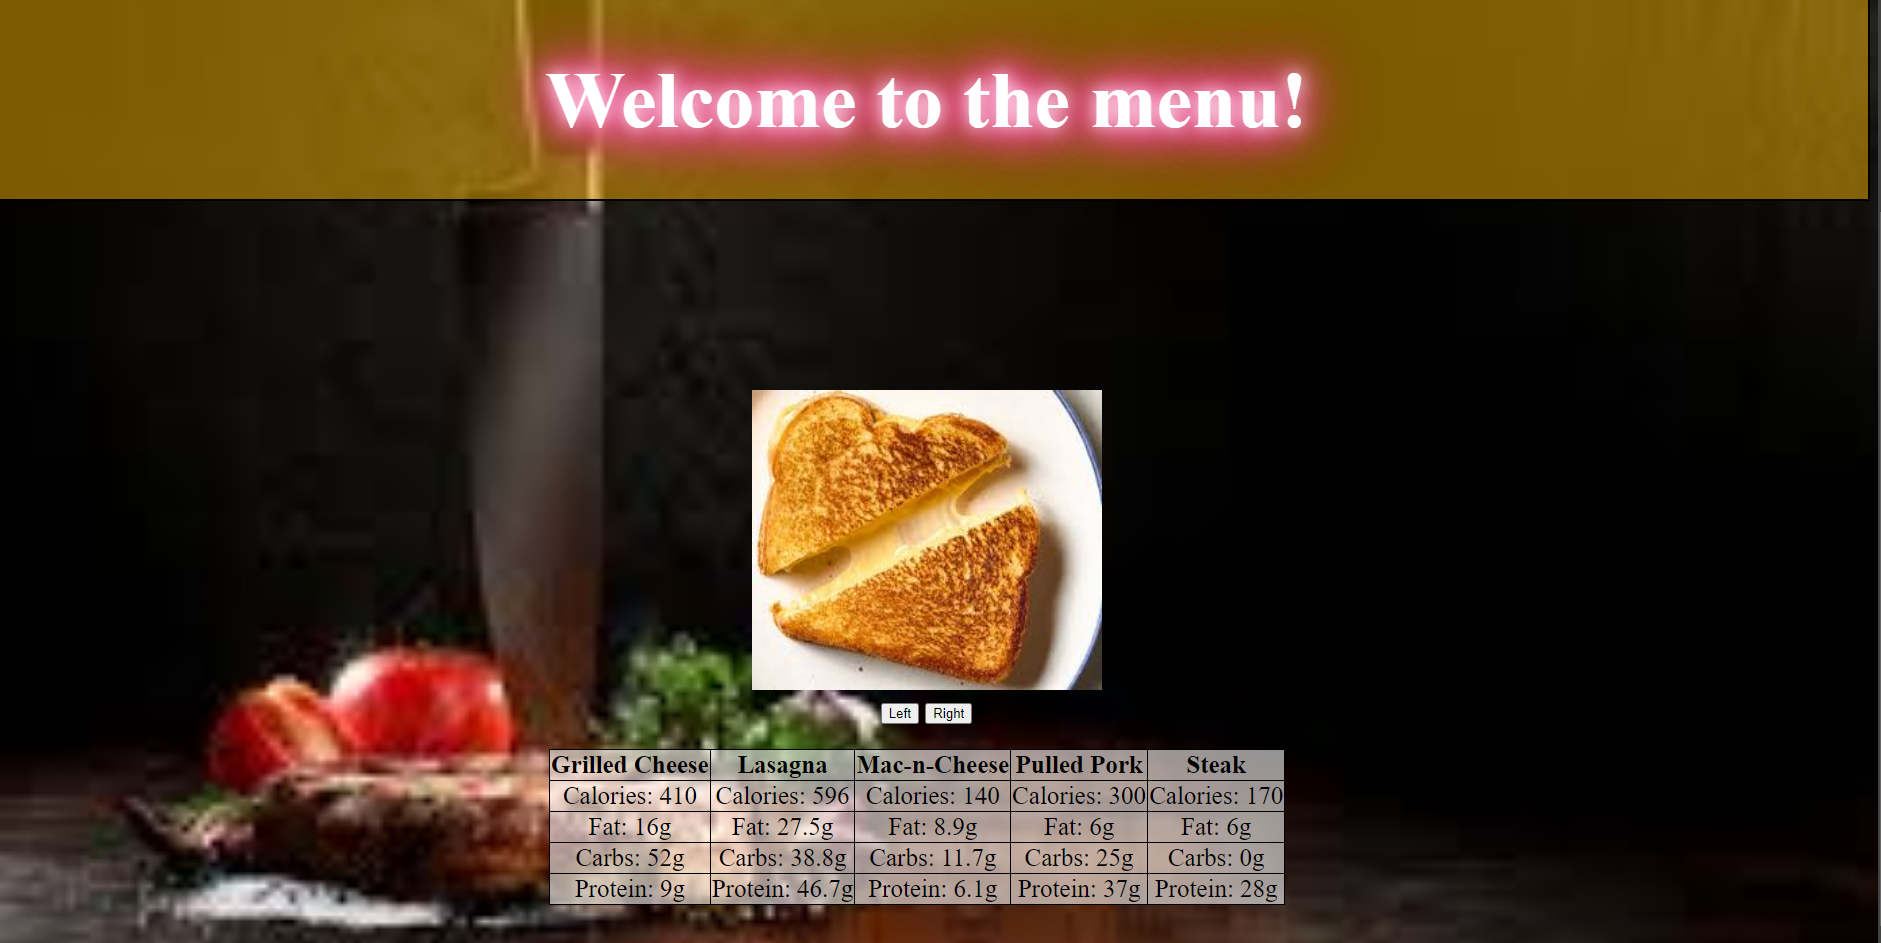 Welcome to the menu!
Left Right
Grilled Cheese Lasagna Mac-n-Cheese Pulled Pork Steak
Calories: 410 Calories: 596 Calories: 140 Calories: 300 Calories: 170
Fat: 16g Fat: 27.5g Fat: 8.9g Fat: 6g Fat: 6g
Carbs: 52g Carbs: 38.8g Carbs: 11.7g Carbs: 25g Carbs: 0g
Protein: 9g Protein: 46.7g Protein: 6.1g Protein: 37g Protein: 28g